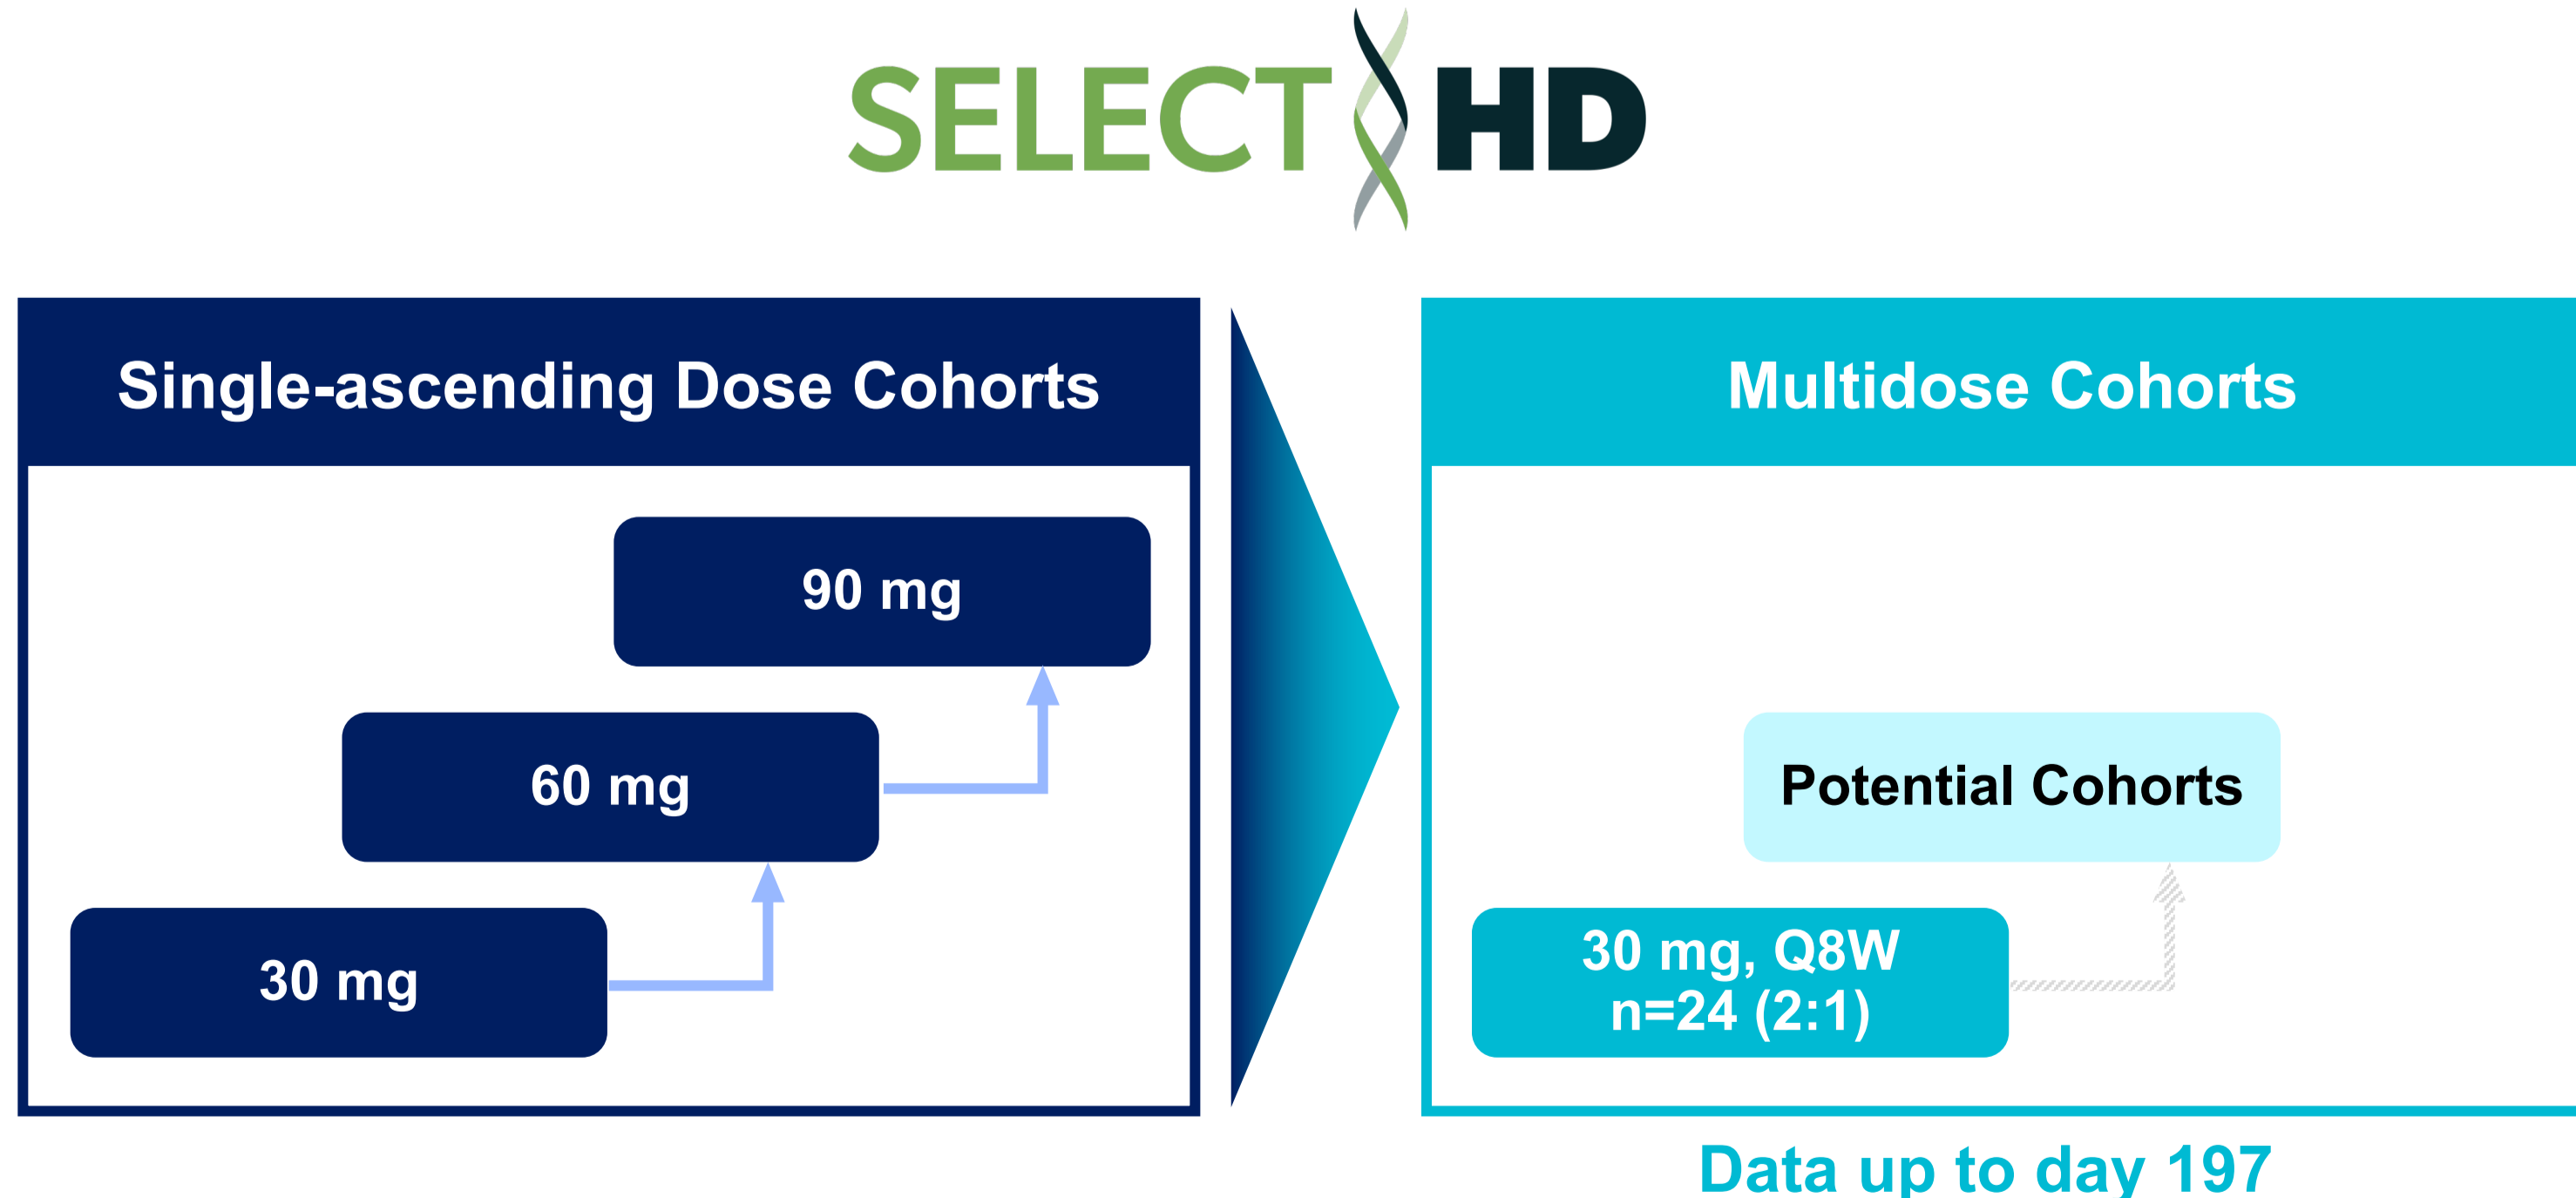 SELECT HD
Single-ascending Dose Cohorts
90 mg
60 mg
30 mg
Multidose Cohorts
Potential Cohorts
30 mg, Q8W
n=24 (2:1)
Data up to day 197